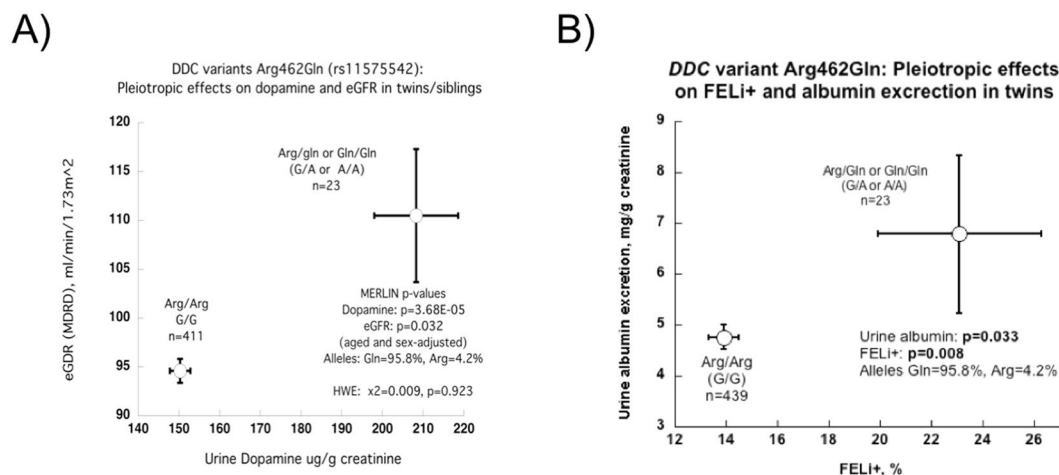 A)
DDC variants Arg462Gln (rs11575542):
Pleiotropic effects on dopamine and eGFR in twins/siblings
eGDR (MDRD), ml/min/1.73m^2
120
115
110
105
100
95
90
Arg/gln or Gln/Gln
(G/A or A/A)
n=23
Arg/Arg
G/G
n=411
MERLIN p-values
Dopamine: p=3.68E-05
eGFR: p=0.032
(aged and sex-adjusted)
Alleles: Gln=95.8%, Arg=4.2%
HWE: x2=0.009, p=0.923
140 150 160 170 180 190 200 210 220
Urine Dopamine ug/g creatinine
B)
DDC variant Arg462Gln: Pleiotropic effects
on FELi+ and albumin excrection in twins
Urine albumin excretion, mg/g creatinine
9
8
7
6
5
4
3
Arg/Gln or Gln/Gln
(G/A or A/A)
n=23
Arg/Arg
(G/G)
n=439
Urine albumin: p=0.033
FELi+: p=0.008
Alleles Gln=95.8%, Arg=4.2%
12 14 16 18 20 22 24 26
FELi+, %